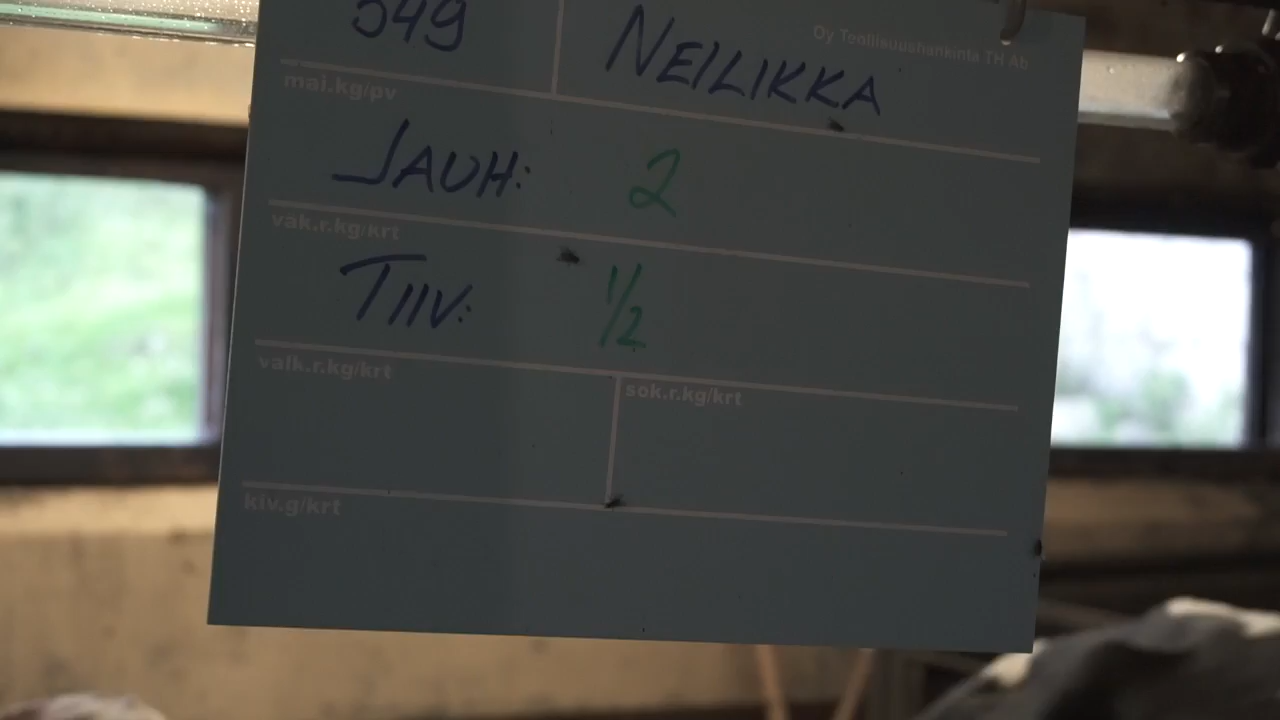 549 NEILIKKA
Oy Teollisuushankinta TH Ab
mai.kg/pv
JAUH: 2
vak.r.kg/krt
TIIV: 1/2
valk.r.kg/krt
sok.r.kg/krt
kiv.g/krt